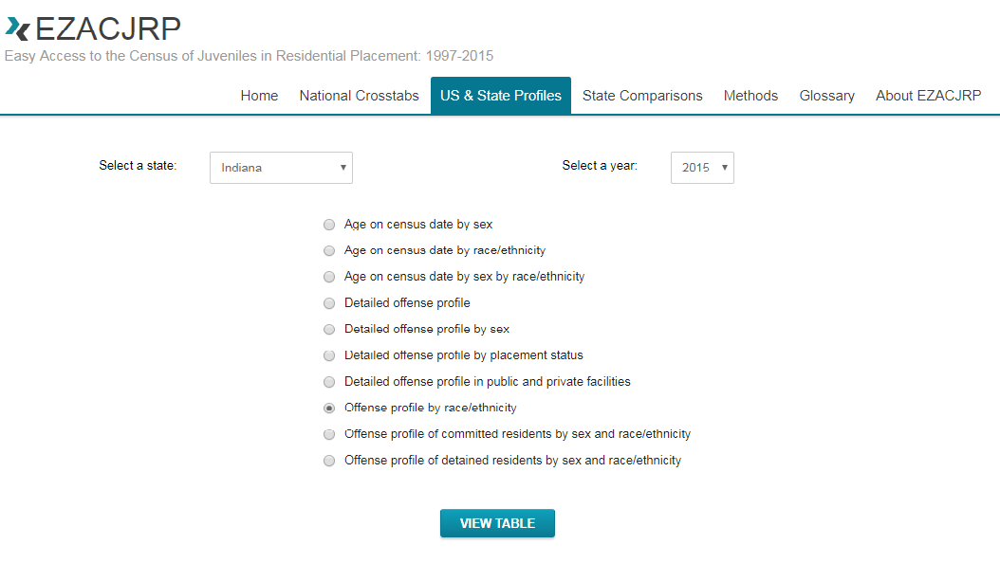 EZACJRP
Easy Access to the Census of Juveniles in Residential Placement: 1997-2015
Home National Crosstabs US & State Profiles State Comparisons Methods Glossary About EZACJRP
Select a state: Indiana Select a year: 2015
Age on census date by sex
Age on census date by race/ethnicity
Age on census date by sex by race/ethnicity
Detailed offense profile
Detailed offense profile by sex
Detailed offense profile by placement status
Detailed offense profile in public and private facilities
Offense profile by race/ethnicity
Offense profile of committed residents by sex and race/ethnicity
Offense profile of detained residents by sex and race/ethnicity
VIEW TABLE